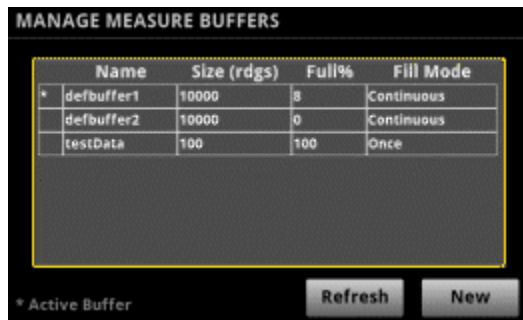 MANAGE MEASURE BUFFERS
Name Size (rdgs) Full% Fill Mode
* defbuffer1 10000 8 Continuous
defbuffer2 10000 0 Continuous
testData 100 100 Once
* Active Buffer Refresh New